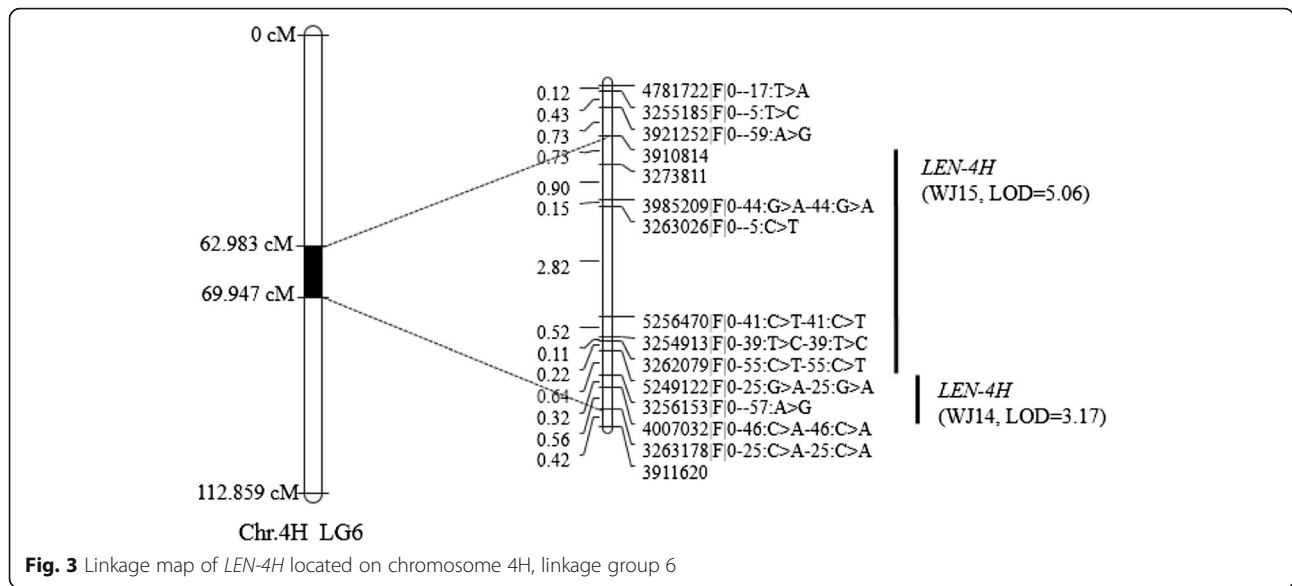 0 cM
62.983 cM
69.947 cM
112.859 cM
Chr.4H LG6
0.12
0.43
0.73
0.73
0.90
0.15
2.82
0.52
0.11
0.22
0.64
0.32
0.56
0.42
4781722|F|0--17:T>A
3255185|F|0--5:T>C
3921252|F|0--59:A>G
3910814
3273811
3985209|F|0-44:G>A-44:G>A
3263026|F|0--5:C>T
5256470|F|0-41:C>T-41:C>T
3254913|F|0-39:T>C-39:T>C
3262079|F|0-55:C>T-55:C>T
5249122|F|0-25:G>A-25:G>A
3256153|F|0--57:A>G
4007032|F|0-46:C>A-46:C>A
3263178|F|0-25:C>A-25:C>A
3911620
LEN-4H
(WJ15, LOD=5.06)
LEN-4H
(WJ14, LOD=3.17)
Fig. 3 Linkage map of LEN-4H located on chromosome 4H, linkage group 6